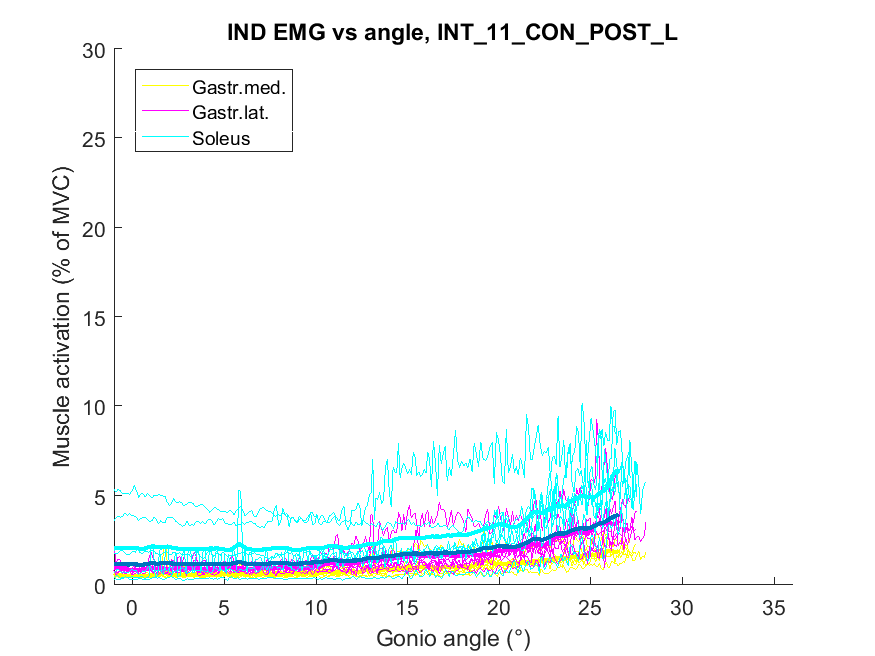 IND EMG vs angle, INT_11_CON_POST_L
30
25
20
15
10
5
0
Gastr.med.
Gastr.lat.
Soleus
Muscle activation (% of MVC)
0 5 10 15 20 25 30 35
Gonio angle (°)